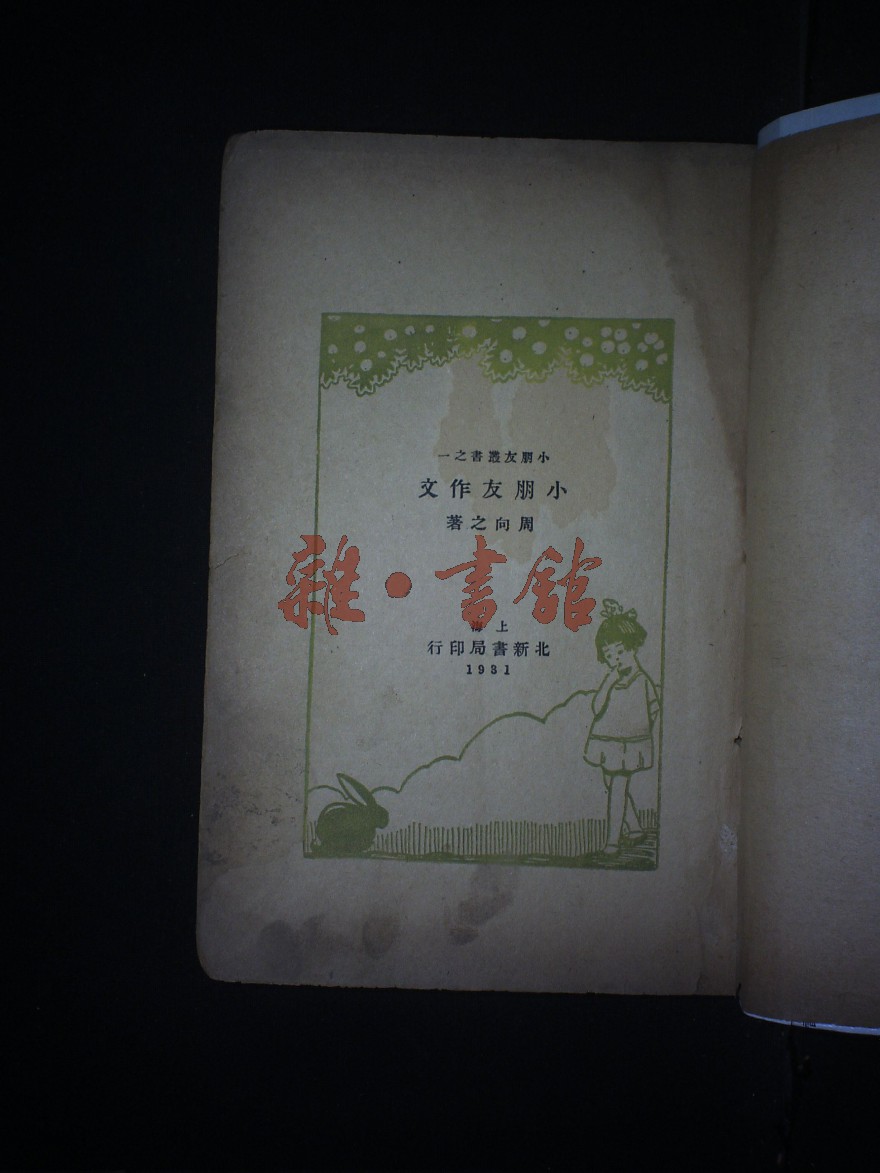 小朋友叢書之一
小朋友作文
周向之著
雜·書館
上海
北新書局印行
1931